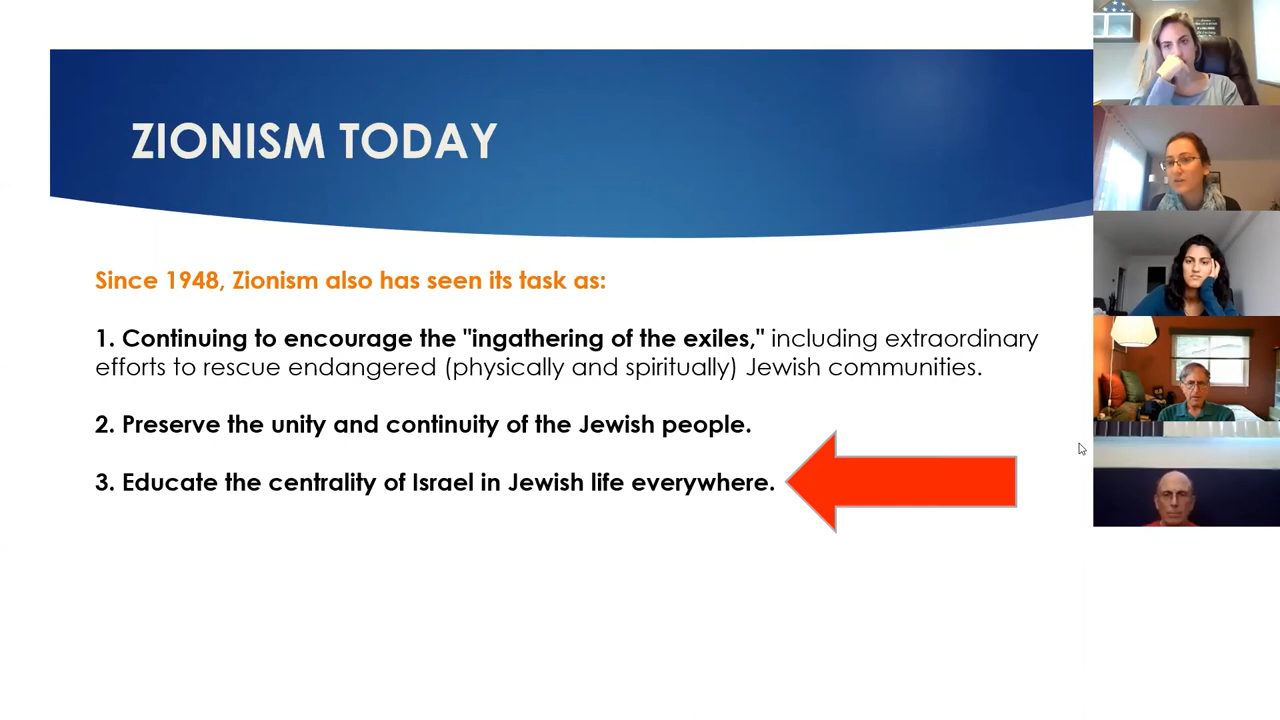 ZIONISM TODAY
Since 1948, Zionism also has seen its task as:
1. Continuing to encourage the "ingathering of the exiles," including extraordinary
efforts to rescue endangered (physically and spiritually) Jewish communities.
2. Preserve the unity and continuity of the Jewish people.
3. Educate the centrality of Israel in Jewish life everywhere.